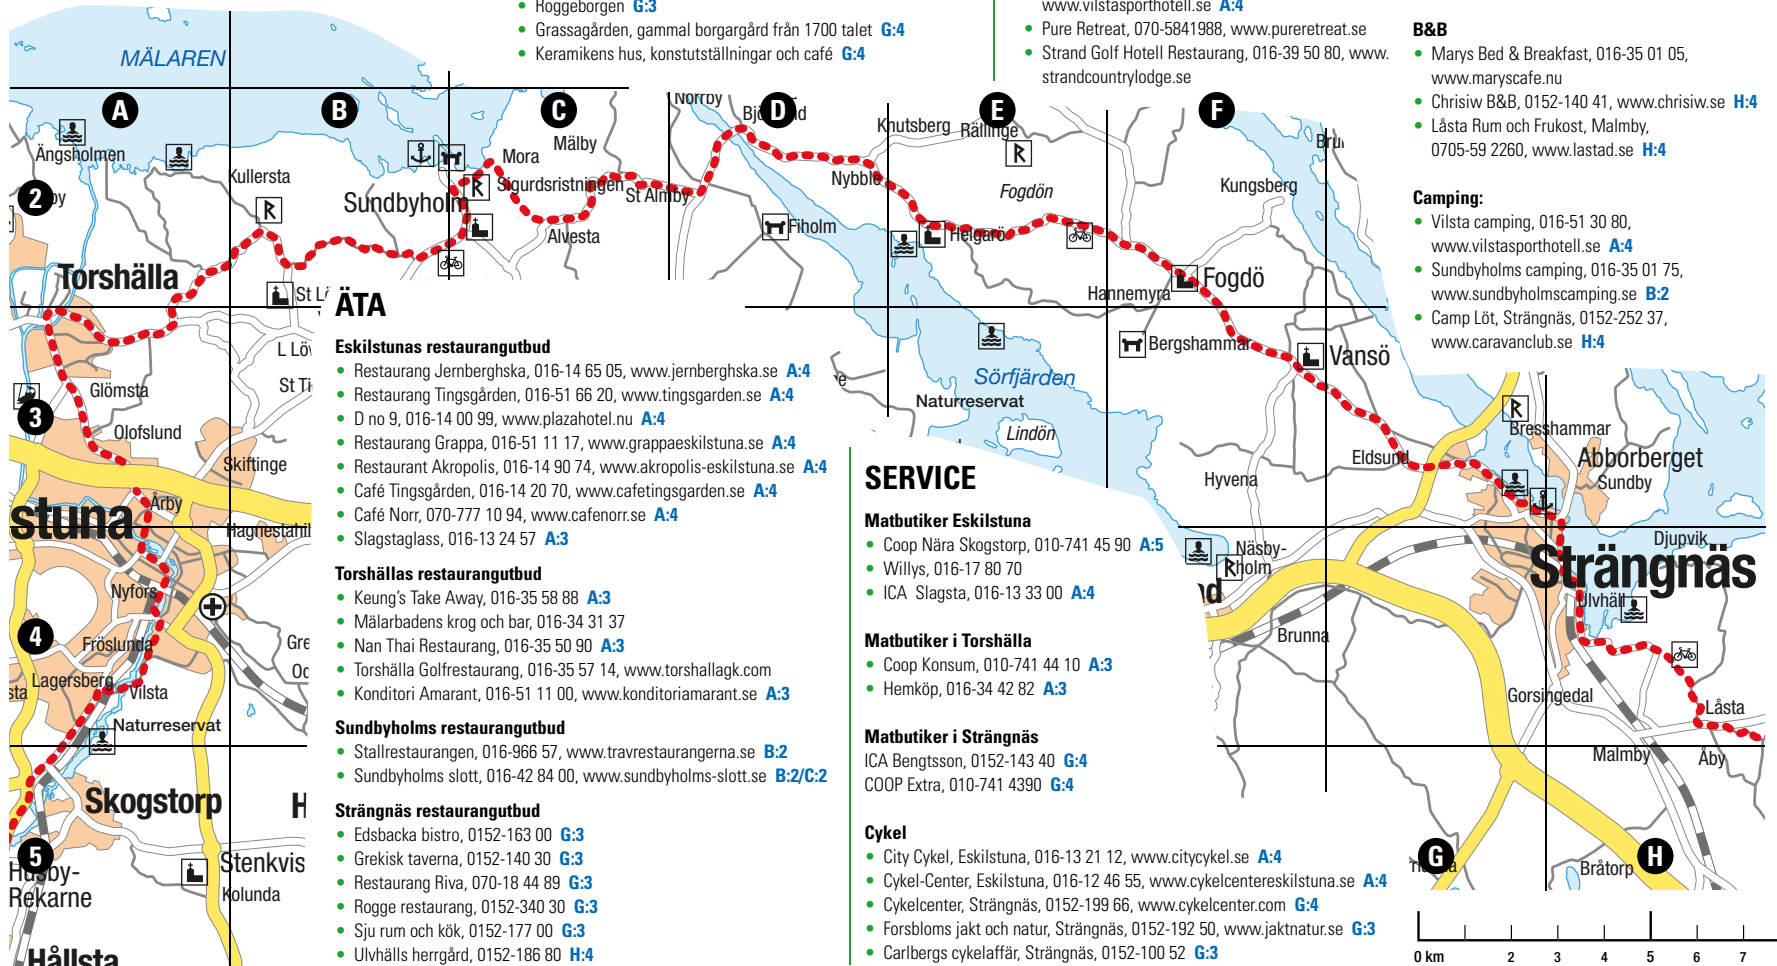 • Roggeborgen G:3
• Grassagården, gammal borgargård från 1700 talet G:4
• Keramikens hus, konstutställningar och café G:4
www.vilstasporthotell.se A:4
• Pure Retreat, 070-5841988, www.pureretreat.se
• Strand Golf Hotell Restaurang, 016-39 50 80, www.
strandcountrylodge.se
B&B
• Marys Bed & Breakfast, 016-35 01 05,
www.maryscafe.nu
• Chrisiw B&B, 0152-140 41, www.chrisiw.se H:4
• Låsta Rum och Frukost, Malmby,
0705-59 2260, www.lastad.se H:4
Camping:
• Vilsta camping, 016-51 30 80,
www.vilstasporthotell.se A:4
• Sundbyholms camping, 016-35 01 75,
www.sundbyholmscamping.se B:2
• Camp Löt, Strängnäs, 0152-252 37,
www.caravanclub.se H:4
MÄLAREN
A
B
C
D
E
F
Norrby
Ängsholmen
Kullersta
Mora
Mälby
Sigurdsristningen
Sundbyholm
Alvesta
St Almby
Knutsberg
Rällinge
Nybble
Fogdön
Kungsberg
Fiholm
Helgarö
2
Torshälla
Hannemyra
Fogdö
Bergshammar
Vansö
L Löv
Glömsta
3
Olofslund
Skiftinge
Sörfjärden
Naturreservat
Lindön
Hyvena
Eldsund
Bresshammar
Abborberget
Sundby
stuna
Årby
Nyfors
4
Fröslunda
Lagersberg
Vilsta
Naturreservat
Skogstorp
5
Husby-
Rekarne
Stenkvis
Kolunda
Hållsta
Näsby-
holm
Djupvik
Strängnäs
Ulvhäll
Brunna
Gorsingedal
Låsta
Malmby
Åby
G
H
Bråtorp
ÄTA
Eskilstunas restaurangutbud
• Restaurang Jernberghska, 016-14 65 05, www.jernberghska.se A:4
• Restaurang Tingsgården, 016-51 66 20, www.tingsgarden.se A:4
• D no 9, 016-14 00 99, www.plazahotel.nu A:4
• Restaurang Grappa, 016-51 11 17, www.grappaeskilstuna.se A:4
• Restaurant Akropolis, 016-14 90 74, www.akropolis-eskilstuna.se A:4
• Café Tingsgården, 016-14 20 70, www.cafetingsgarden.se A:4
• Café Norr, 070-777 10 94, www.cafenorr.se A:4
• Slagstaglass, 016-13 24 57 A:3
Torshällas restaurangutbud
• Keung's Take Away, 016-35 58 88 A:3
• Mälarbadens krog och bar, 016-34 31 37
• Nan Thai Restaurang, 016-35 50 90 A:3
• Torshälla Golfrestaurang, 016-35 57 14, www.torshallagk.com
• Konditori Amarant, 016-51 11 00, www.konditoriamarant.se A:3
Sundbyholms restaurangutbud
• Stallrestaurangen, 016-966 57, www.travrestaurangerna.se B:2
• Sundbyholms slott, 016-42 84 00, www.sundbyholms-slott.se B:2/C:2
Strängnäs restaurangutbud
• Edsbacka bistro, 0152-163 00 G:3
• Grekisk taverna, 0152-140 30 G:3
• Restaurang Riva, 070-18 44 89 G:3
• Rogge restaurang, 0152-340 30 G:3
• Sju rum och kök, 0152-177 00 G:3
• Ulvhälls herrgård, 0152-186 80 H:4
SERVICE
Matbutiker Eskilstuna
• Coop Nära Skogstorp, 010-741 45 90 A:5
• Willys, 016-17 80 70
• ICA Slagsta, 016-13 33 00 A:4
Matbutiker i Torshälla
• Coop Konsum, 010-741 44 10 A:3
• Hemköp, 016-34 42 82 A:3
Matbutiker i Strängnäs
ICA Bengtsson, 0152-143 40 G:4
COOP Extra, 010-741 4390 G:4
Cykel
• City Cykel, Eskilstuna, 016-13 21 12, www.citycykel.se A:4
• Cykel-Center, Eskilstuna, 016-12 46 55, www.cykelcentereskilstuna.se A:4
• Cykelcenter, Strängnäs, 0152-199 66, www.cykelcenter.com G:4
• Forsbloms jakt och natur, Strängnäs, 0152-192 50, www.jaktnatur.se G:3
• Carlbergs cykelaffär, Strängnäs, 0152-100 52 G:3
0 km 2 3 4 5 6 7